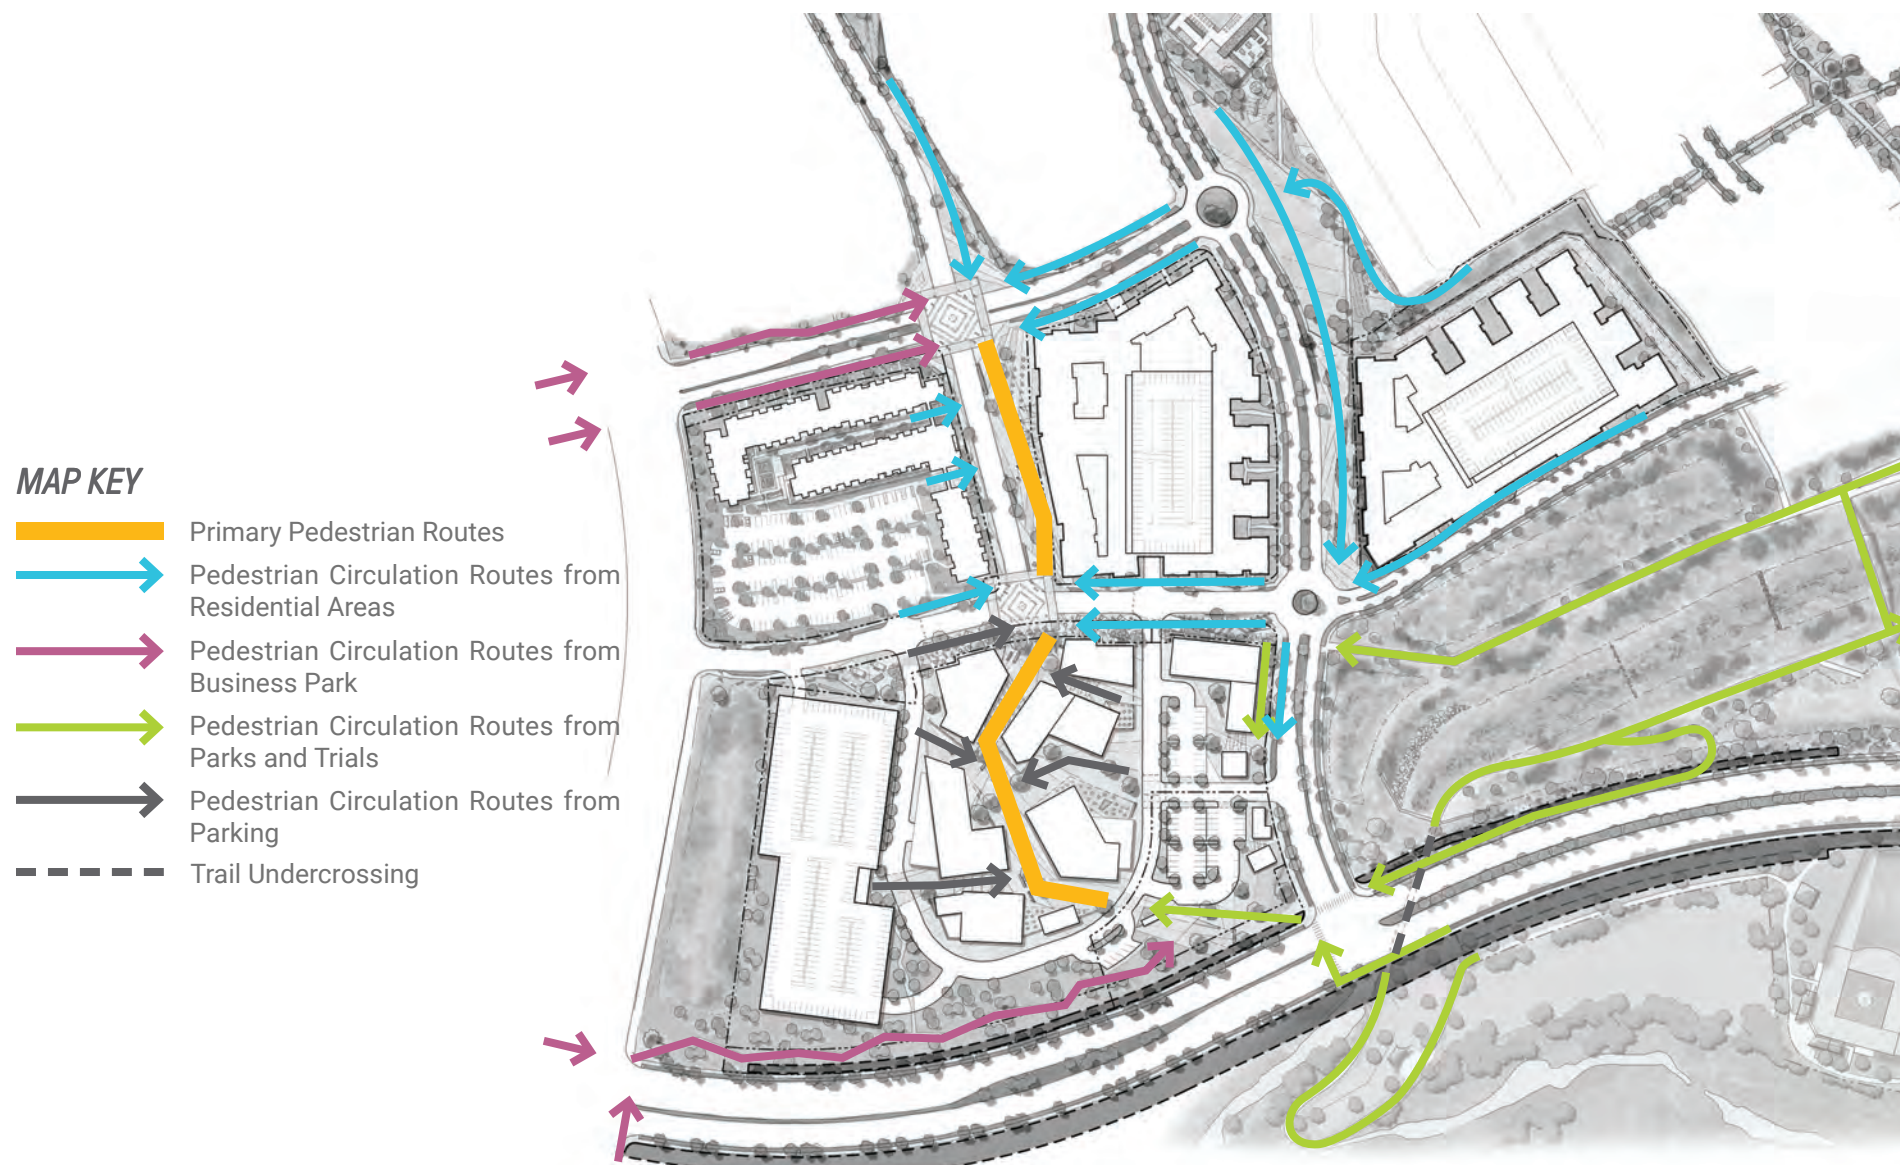 MAP KEY
Primary Pedestrian Routes
Pedestrian Circulation Routes from
Residential Areas
Pedestrian Circulation Routes from
Business Park
Pedestrian Circulation Routes from
Parks and Trials
Pedestrian Circulation Routes from
Parking
Trail Undercrossing